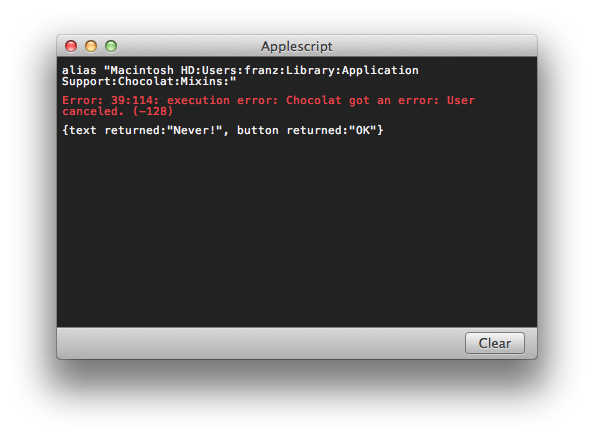 Applescript
alias "Macintosh HD:Users:franz:Library:Application
Support:Chocolat:Mixins:"
Error: 39:114: execution error: Chocolat got an error: User
canceled. (-128)
{text returned:"Never!", button returned:"OK"}
Clear